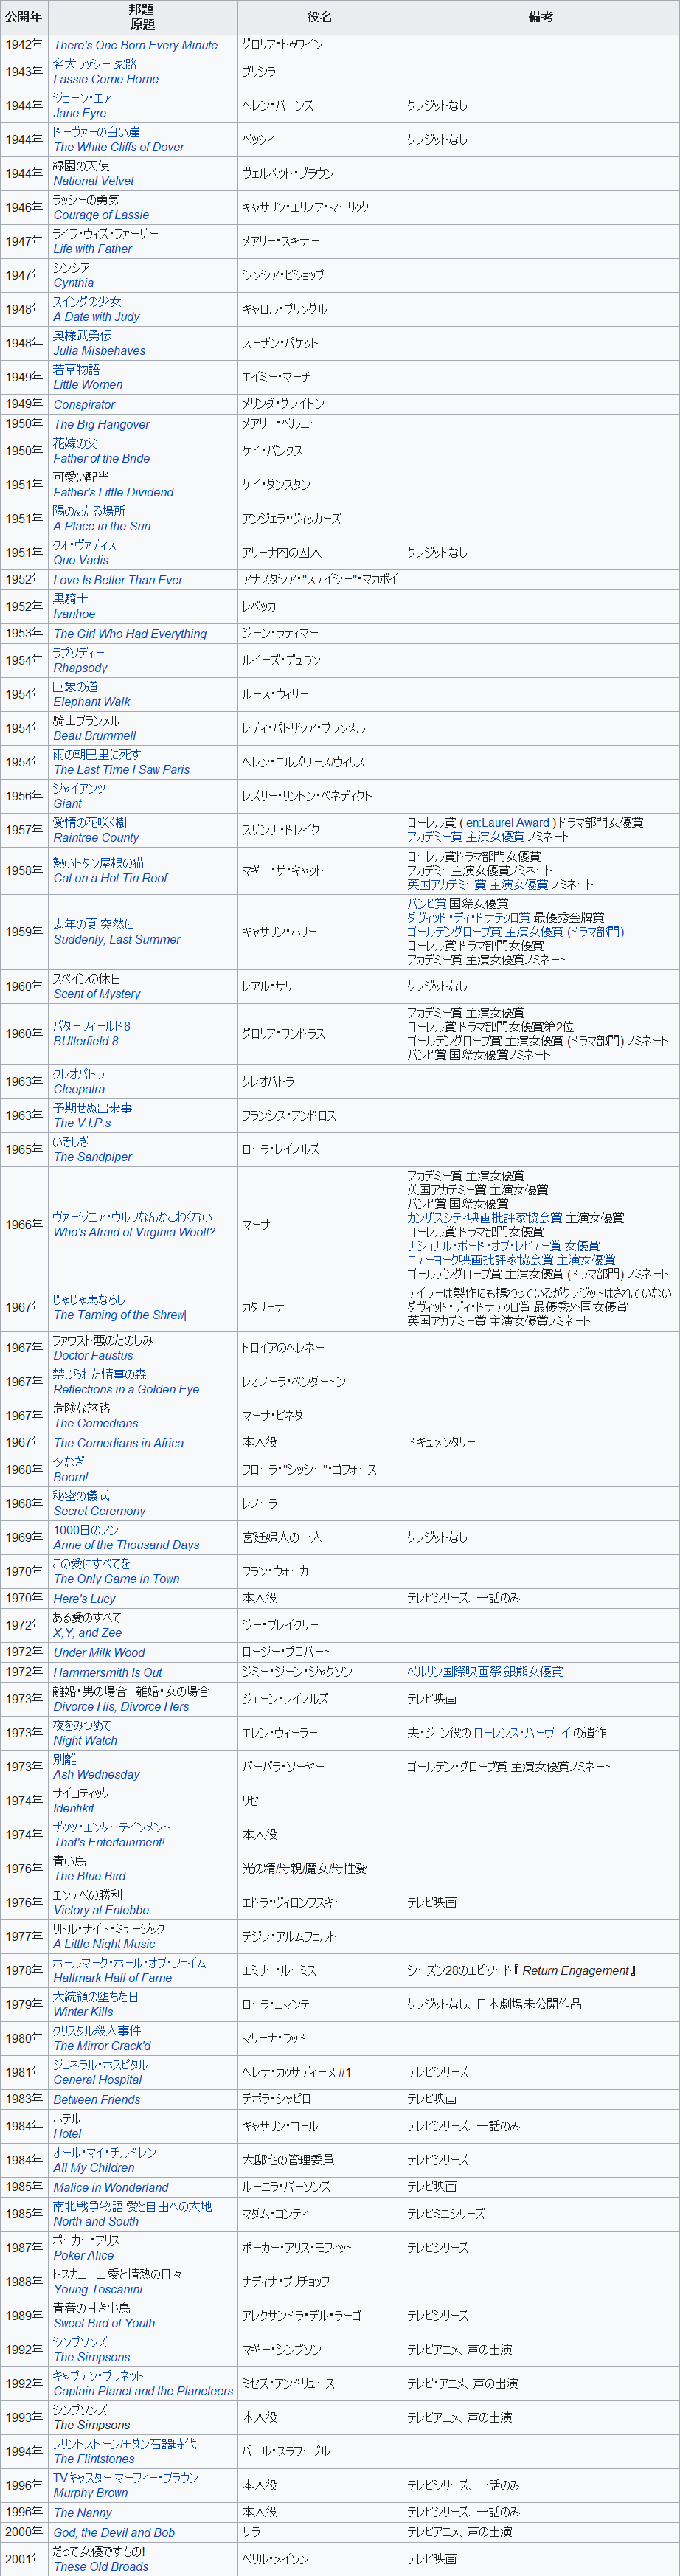 公開年 邦題 役名 備考
原題
1942年 There's One Born Every Minute グロリア・トゥワイン
1943年 名犬ラッシー 家路 プリシラ
Lassie Come Home
1944年 ジェーン・エア ヘレン・バーンズ クレジットなし
Jane Eyre
1944年 ドーヴァーの白い崖 ベッツィ クレジットなし
The White Cliffs of Dover
1944年 緑園の天使 ヴェルベット・ブラウン
National Velvet
1946年 ラッシーの勇気 キャサリン・エリノア・マーリック
Courage of Lassie
1947年 ライフ・ウィズ・ファーザー メアリー・スキナー
Life with Father
1947年 シンシア シンシア・ビショップ
Cynthia
1948年 スイングの少女 キャロル・プリングル
A Date with Judy
1948年 奥様武勇伝 スーザン・パケット
Julia Misbehaves
1949年 若草物語 エイミー・マーチ
Little Women
1949年 Conspirator メリンダ・グレイトン
1950年 The Big Hangover メアリー・ベルニー
1950年 花嫁の父 ケイ・バンクス
Father of the Bride
1951年 可愛い配当 ケイ・ダンスタン
Father's Little Dividend
1951年 陽のあたる場所 アンジェラ・ヴィッカーズ
A Place in the Sun
1951年 クォ・ヴァディス アリーナ内の囚人 クレジットなし
Quo Vadis
1952年 Love Is Better Than Ever アナスタシア・"ステイシー"・マカボイ
1952年 黒騎士 レベッカ
Ivanhoe
1953年 The Girl Who Had Everything ジーン・ラティマー
1954年 ラプソディー ルイーズ・デュラン
Rhapsody
1954年 巨象の道 ルース・ウィリー
Elephant Walk
1954年 騎士ブランメル レディ・パトリシア・ブランメル
Beau Brummell
1954年 雨の朝巴里に死す ヘレン・エルズワース/ウィリス
The Last Time I Saw Paris
1956年 ジャイアンツ レズリー・リントン・ベネディクト
Giant
1957年 愛情の花咲く樹 スザンナ・ドレイク ローレル賞 ( en:Laurel Award ) ドラマ部門女優賞
Raintree County アカデミー賞 主演女優賞 ノミネート
1958年 熱いトタン屋根の猫 マギー・ザ・キャット ローレル賞ドラマ部門女優賞
Cat on a Hot Tin Roof アカデミー主演女優賞ノミネート
英国アカデミー賞 主演女優賞 ノミネート
1959年 去年の夏 突然に キャサリン・ホリー バンビ賞 国際女優賞
Suddenly, Last Summer ダヴィッド・ディ・ドナテッロ賞 最優秀金牌賞
ゴールデングローブ賞 主演女優賞 (ドラマ部門)
ローレル賞 ドラマ部門女優賞
アカデミー賞 主演女優賞ノミネート
1960年 スペインの休日 レアル・サリー クレジットなし
Scent of Mystery
1960年 バターフィールド8 グロリア・ワンドラス アカデミー賞 主演女優賞
BUtterfield 8 ローレル賞 ドラマ部門女優賞第2位
ゴールデングローブ賞 主演女優賞 (ドラマ部門) ノミネート
バンビ賞 国際女優賞ノミネート
1963年 クレオパトラ クレオパトラ
Cleopatra
1963年 予期せぬ出来事 フランシス・アンドロス
The V.I.P.s
1965年 いそしぎ ローラ・レイノルズ
The Sandpiper
1966年 ヴァージニア・ウルフなんかこわくない マーサ アカデミー賞 主演女優賞
Who's Afraid of Virginia Woolf? 英国アカデミー賞 主演女優賞
バンビ賞 国際女優賞
カンザスシティ映画批評家協会賞 主演女優賞
ローレル賞 ドラマ部門女優賞
ナショナル・ボード・オブ・レビュー賞 女優賞
ニューヨーク映画批評家協会賞 主演女優賞
ゴールデングローブ賞 主演女優賞 (ドラマ部門) ノミネート
1967年 じゃじゃ馬ならし カタリーナ テイラーは製作にも携わっているがクレジットはされていない
The Taming of the Shrew| ダヴィッド・ディ・ドナテッロ賞 最優秀外国女優賞
英国アカデミー賞 主演女優賞ノミネート
1967年 ファウスト悪のたのしみ トロイアのヘレネー
Doctor Faustus
1967年 禁じられた情事の森 レオノーラ・ペンダートン
Reflections in a Golden Eye
1967年 危険な旅路 マーサ・ピネダ
The Comedians
1967年 The Comedians in Africa 本人役 ドキュメンタリー
1968年 夕なぎ フローラ・"シッシー"・ゴフォース
Boom!
1968年 秘密の儀式 レノーラ
Secret Ceremony
1969年 1000日のアン 宮廷婦人の一人 クレジットなし
Anne of the Thousand Days
1970年 この愛にすべてを フラン・ウォーカー
The Only Game in Town
1970年 Here's Lucy 本人役 テレビシリーズ、一話のみ
1972年 ある愛のすべて ジー・ブレイクリー
X,Y, and Zee
1972年 Under Milk Wood ロージー・プロバート
1972年 Hammersmith Is Out ジミー・ジーン・ジャクソン ベルリン国際映画祭 銀熊女優賞
1973年 離婚・男の場合 離婚・女の場合 ジェーン・レイノルズ テレビ映画
Divorce His, Divorce Hers
1973年 夜をみつめて エレン・ウィーラー 夫・ジョン役の ローレンス・ハーヴェイ の遺作
Night Watch
1973年 別離 バーバラ・ソーヤー ゴールデン・グローブ賞 主演女優賞ノミネート
Ash Wednesday
1974年 サイコティック リセ
Identikit
1974年 ザッツ・エンターテインメント 本人役
That's Entertainment!
1976年 青い鳥 光の精/母親/魔女/母性愛
The Blue Bird
1976年 エンテベの勝利 エドラ・ヴィロンフスキー テレビ映画
Victory at Entebbe
1977年 リトル・ナイト・ミュージック デジレ・アルムフェルト
A Little Night Music
1978年 ホールマーク・ホール・オブ・フェイム エミリー・ルーミス シーズン28のエピソード『 Return Engagement 』
Hallmark Hall of Fame
1979年 大統領の堕ちた日 ローラ・コマンテ クレジットなし、日本劇場未公開作品
Winter Kills
1980年 クリスタル殺人事件 マリーナ・ラッド
The Mirror Crack'd
1981年 ジェネラル・ホスピタル ヘレナ・カッサディーヌ #1 テレビシリーズ
General Hospital
1983年 Between Friends デボラ・シャピロ テレビ映画
1984年 ホテル キャサリン・コール テレビシリーズ、一話のみ
Hotel
1984年 オール・マイ・チルドレン 大邸宅の管理委員 テレビシリーズ
All My Children
1985年 Malice in Wonderland ルーエラ・パーソンズ テレビ映画
1985年 南北戦争物語 愛と自由への大地 マダム・コンティ テレビミニシリーズ
North and South
1987年 ポーカー・アリス ポーカー・アリス・モフィット テレビシリーズ
Poker Alice
1988年 トスカニーニ 愛と情熱の日々 ナディナ・ブリチョッフ
Young Toscanini
1989年 青春の甘き小鳥 アレクサンドラ・デル・ラーゴ テレビシリーズ
Sweet Bird of Youth
1992年 シンプソンズ マギー・シンプソン テレビアニメ、声の出演
The Simpsons
1992年 キャプテン・プラネット ミセズ・アンドリュース テレビ・アニメ、声の出演
Captain Planet and the Planeteers
1993年 シンプソンズ 本人役 テレビアニメ、声の出演
The Simpsons
1994年 フリントストーン/モダン石器時代 パール・スラフープル
The Flintstones
1996年 TVキャスター マーフィー・ブラウン 本人役 テレビシリーズ、一話のみ
Murphy Brown
1996年 The Nanny 本人役 テレビシリーズ、一話のみ
2000年 God, the Devil and Bob サラ テレビアニメ、声の出演
2001年 だって女優ですもの! ベリル・メイソン テレビ映画
These Old Broads